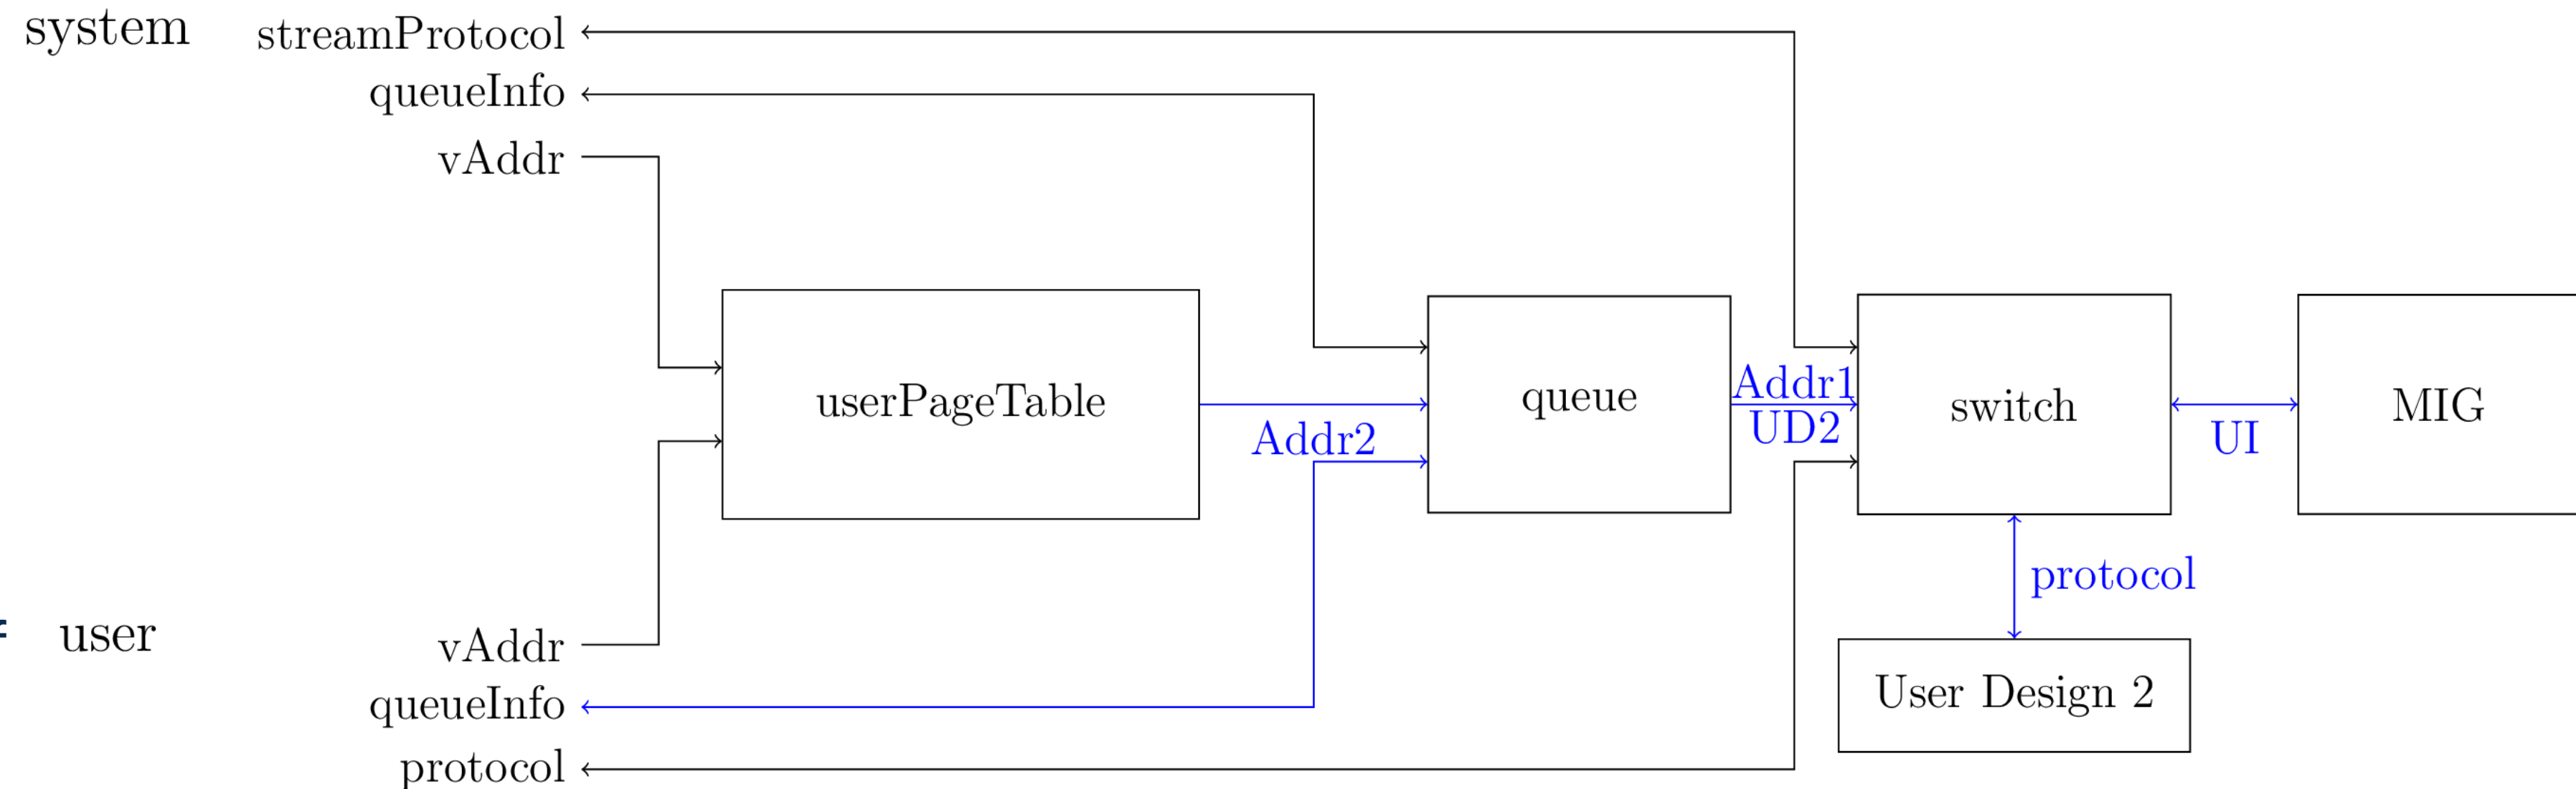 system
streamProtocol
queueInfo
vAddr
userPageTable
Addr2
queue
Addr1
UD2
switch
UI
MIG
protocol
User Design 2
user
vAddr
queueInfo
protocol